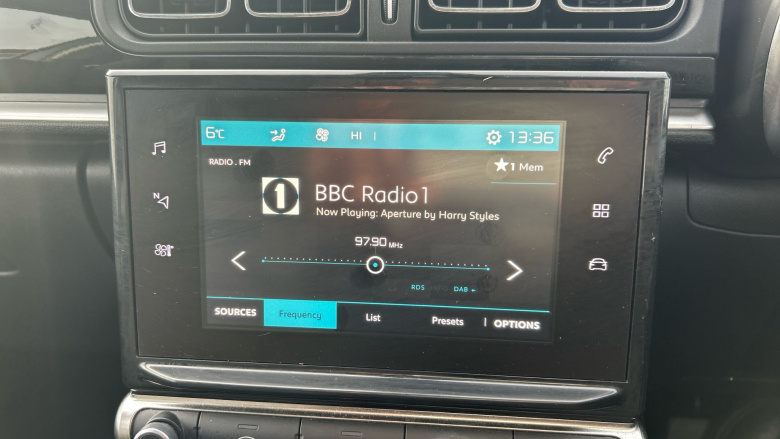 6°C HI 13:36
RADIO . FM
1 Mem
1 BBC Radio 1
Now Playing: Aperture by Harry Styles
97.90 MHz
N
RDS DAB
SOURCES Frequency List Presets OPTIONS